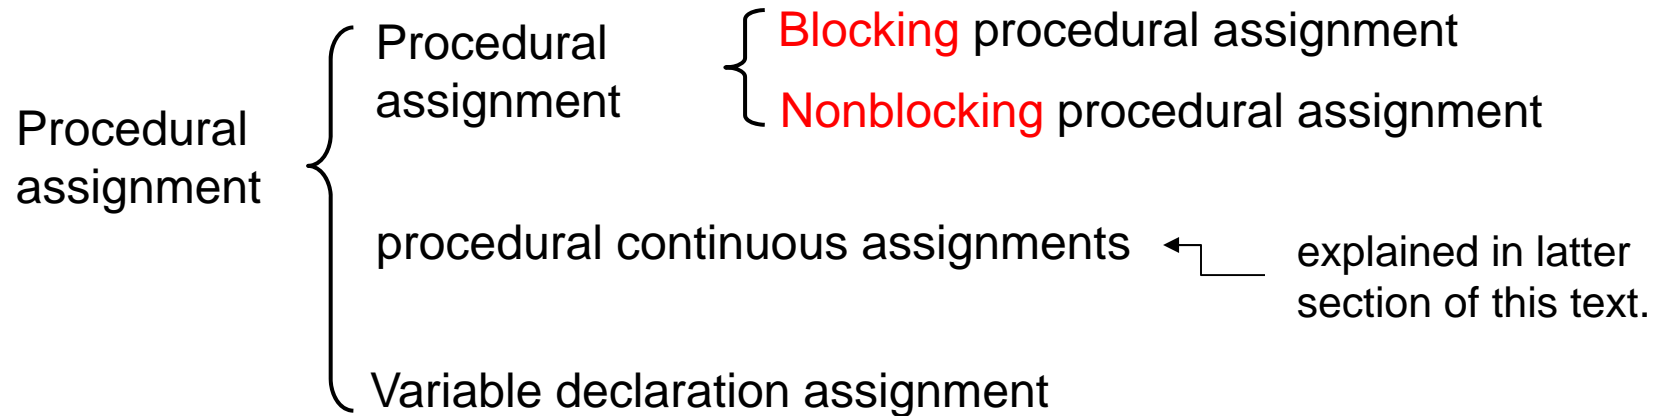 Procedural
assignment
Procedural
assignment
Blocking procedural assignment
Nonblocking procedural assignment
procedural continuous assignments
explained in latter
section of this text.
Variable declaration assignment